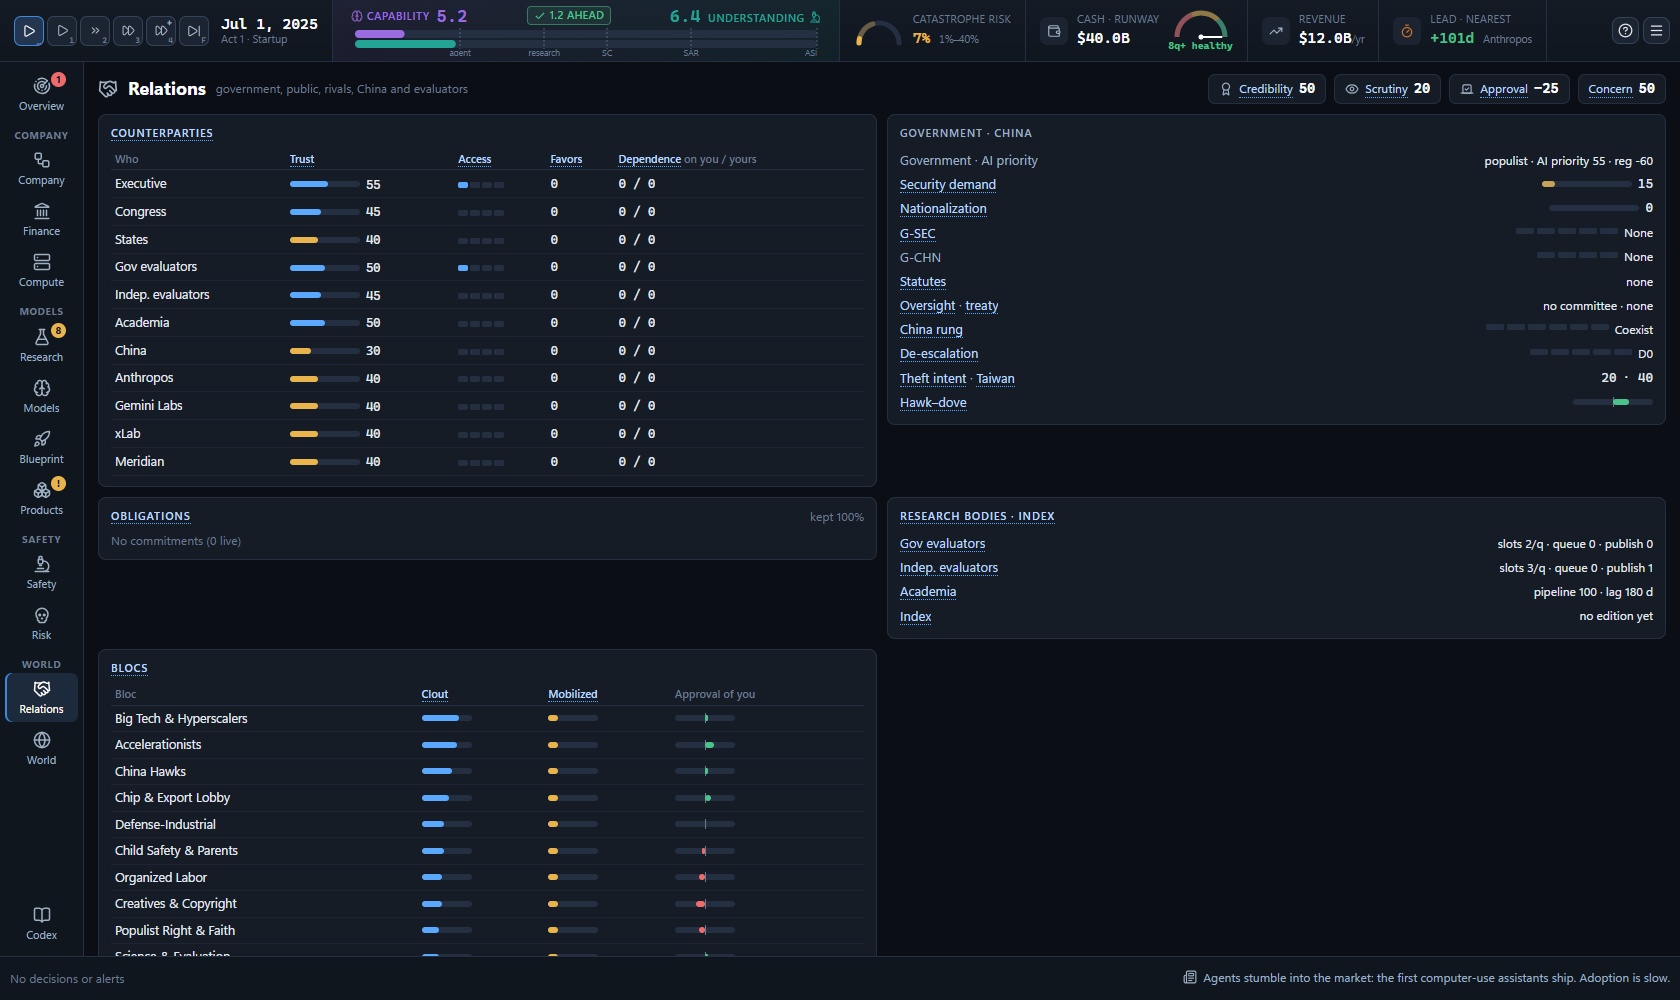 1
2
3
4
F
Jul 1, 2025
Act 1 · Startup
CAPABILITY 5.2
1.2 AHEAD
6.4 UNDERSTANDING
agent
research
SC
SAR
ASI
CATASTROPHE RISK
7% 1%–40%
CASH · RUNWAY
$40.0B
8q+ healthy
REVENUE
$12.0B/yr
LEAD · NEAREST
+101d Anthropos
1
Overview
COMPANY
Company
Finance
Compute
MODELS
8
Research
Models
Blueprint
!
Products
SAFETY
Safety
Risk
WORLD
Relations
World
Codex
Relations government, public, rivals, China and evaluators
Credibility 50
Scrutiny 20
Approval −25
Concern 50
COUNTERPARTIES
Who Trust Access Favors Dependence on you / yours
Executive 55 0 0 / 0
Congress 45 0 0 / 0
States 40 0 0 / 0
Gov evaluators 50 0 0 / 0
Indep. evaluators 45 0 0 / 0
Academia 50 0 0 / 0
China 30 0 0 / 0
Anthropos 40 0 0 / 0
Gemini Labs 40 0 0 / 0
xLab 40 0 0 / 0
Meridian 40 0 0 / 0
GOVERNMENT · CHINA
Government · AI priority populist · AI priority 55 · reg -60
Security demand 15
Nationalization 0
G-SEC None
G-CHN None
Statutes none
Oversight · treaty no committee · none
China rung Coexist
De-escalation D0
Theft intent · Taiwan 20 · 40
Hawk–dove
OBLIGATIONS kept 100%
No commitments (0 live)
RESEARCH BODIES · INDEX
Gov evaluators slots 2/q · queue 0 · publish 0
Indep. evaluators slots 3/q · queue 0 · publish 1
Academia pipeline 100 · lag 180 d
Index no edition yet
BLOCS
Bloc Clout Mobilized Approval of you
Big Tech & Hyperscalers
Accelerationists
China Hawks
Chip & Export Lobby
Defense-Industrial
Child Safety & Parents
Organized Labor
Creatives & Copyright
Populist Right & Faith
Science & Evaluation
No decisions or alerts
Agents stumble into the market: the first computer-use assistants ship. Adoption is slow.